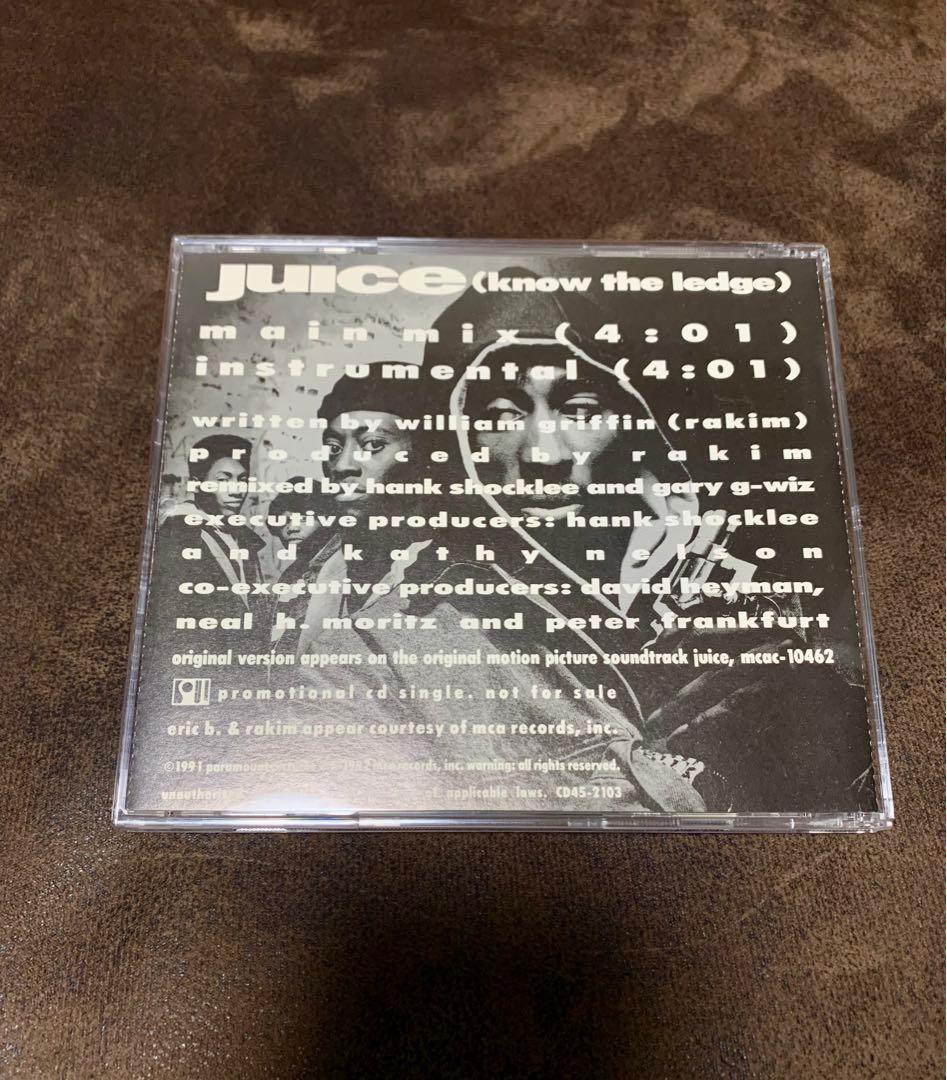 juice (know the ledge)
main mix (4:01)
instrumental (4:01)
written by william griffin (rakim)
produced by rakim
remixed by hank shocklee and gary g-wiz
executive producers: hank shocklee
and kathy nelson
co-executive producers: david heyman,
neal h. moritz and peter frankfurt
original version appears on the original motion picture soundtrack juice, mcac-10462
promotional cd single. not for sale
eric b. & rakim appear courtesy of mca records, inc.
©1991 paramount mca records, inc. warning: all rights reserved.
applicable laws. CD45-2103